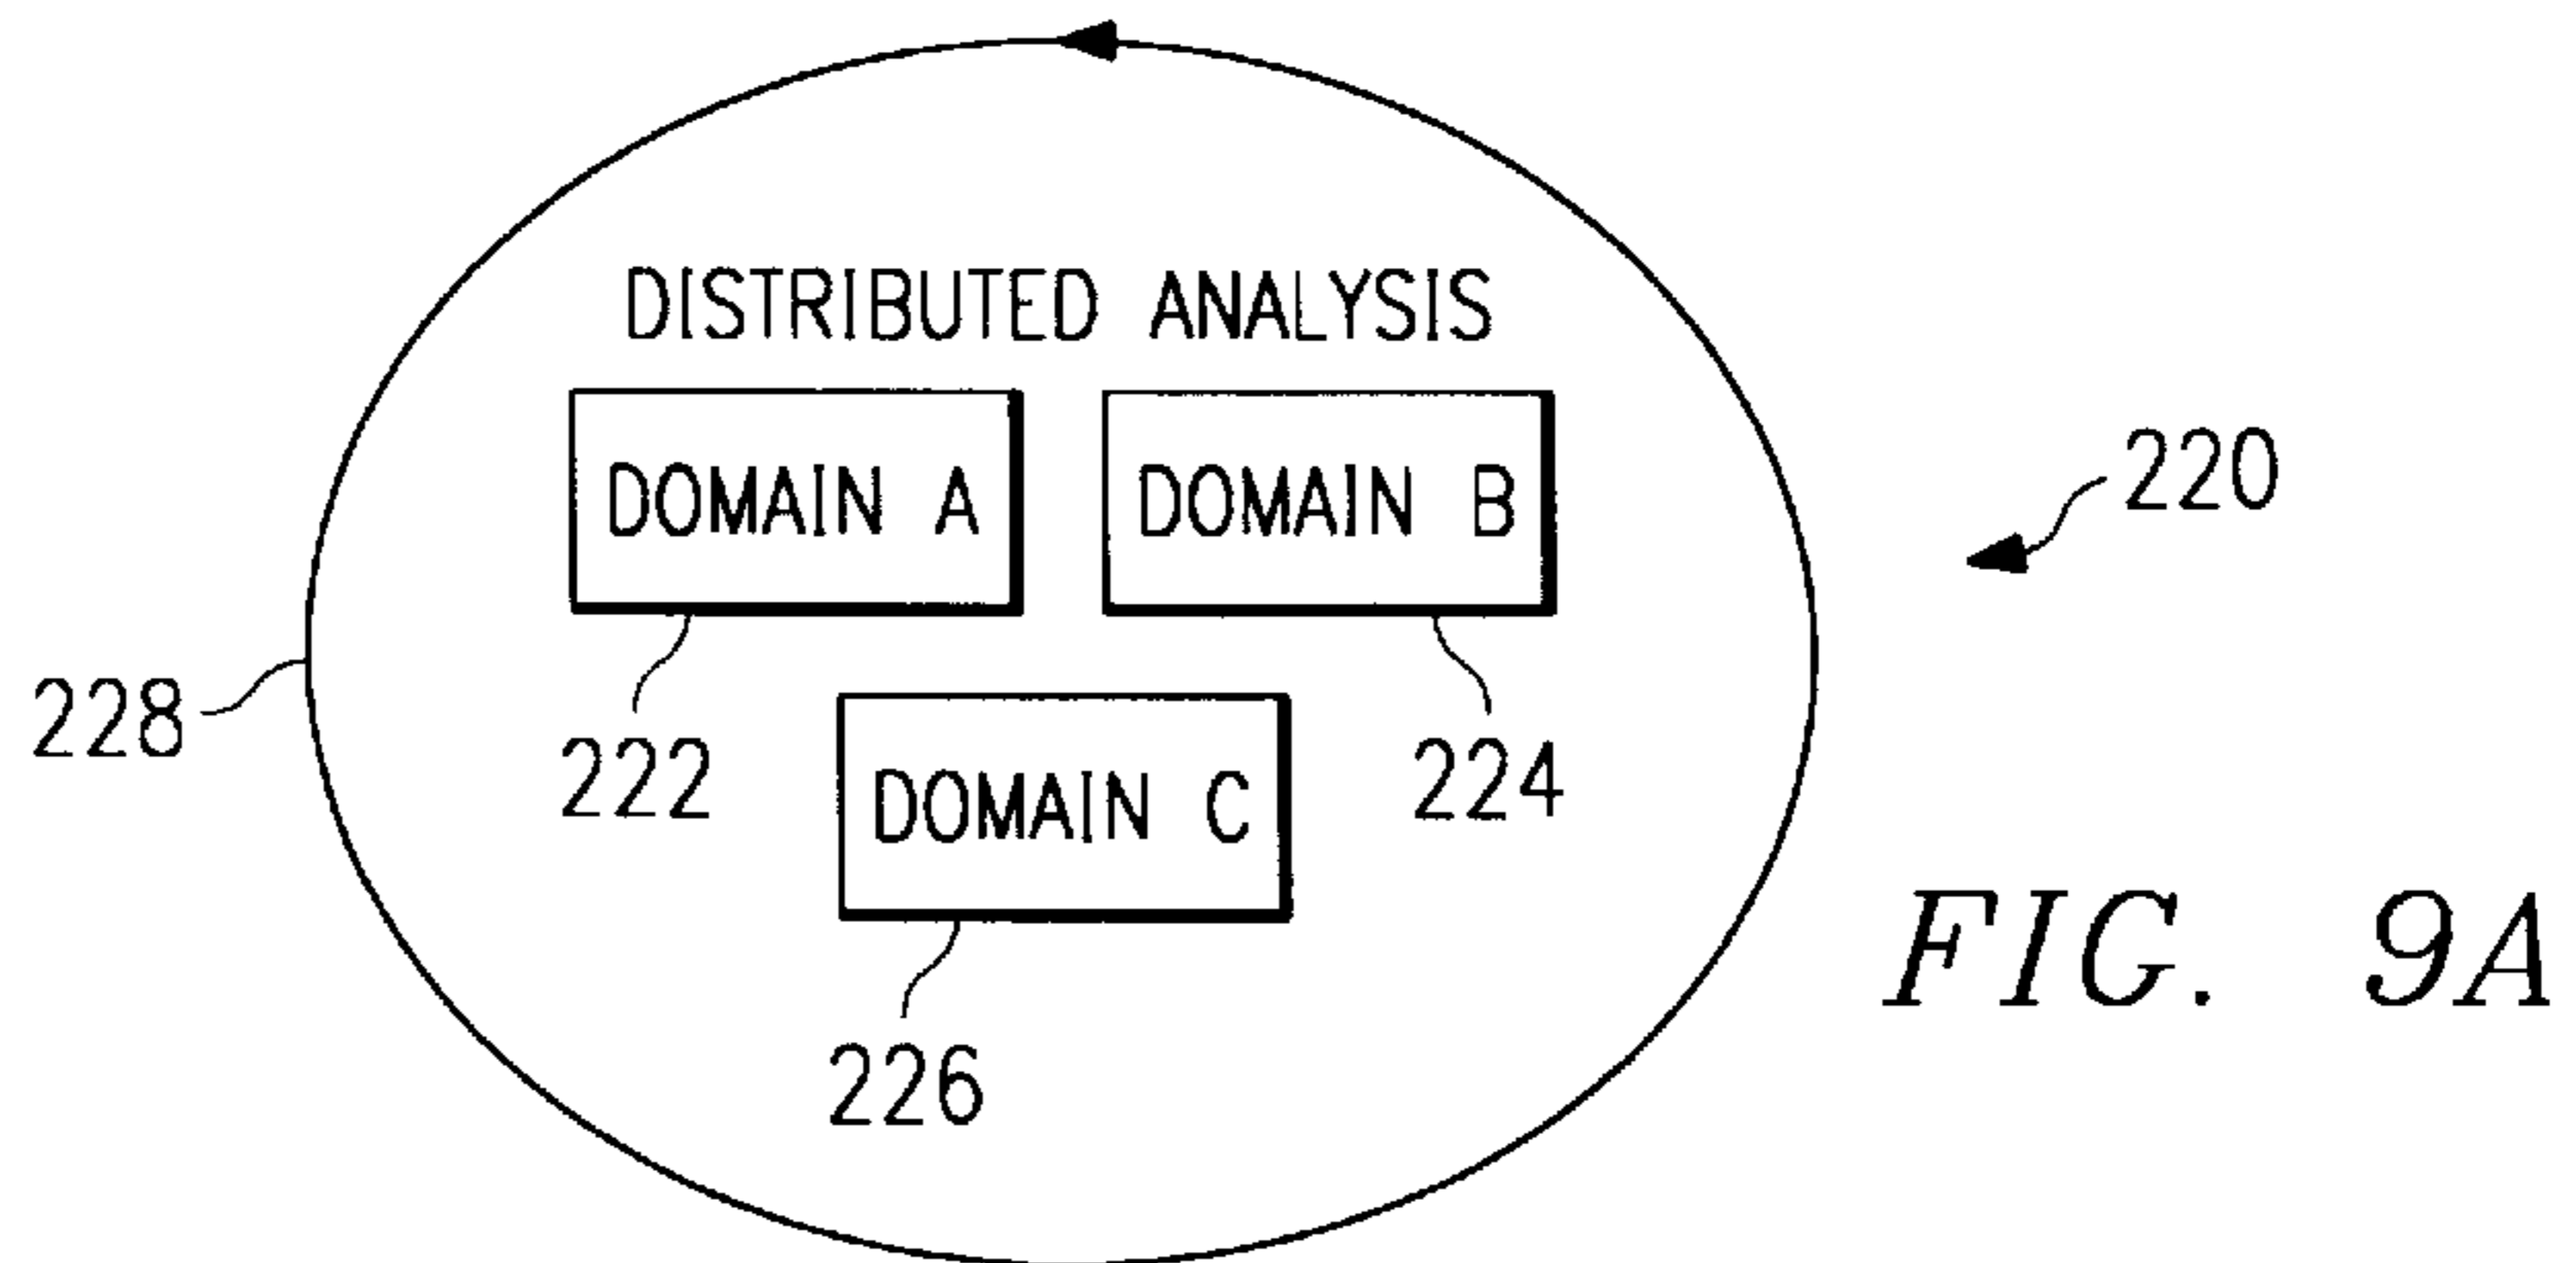 DISTRIBUTED ANALYSIS
DOMAIN A DOMAIN B
220
228
222
DOMAIN C
224
226
FIG. 9A